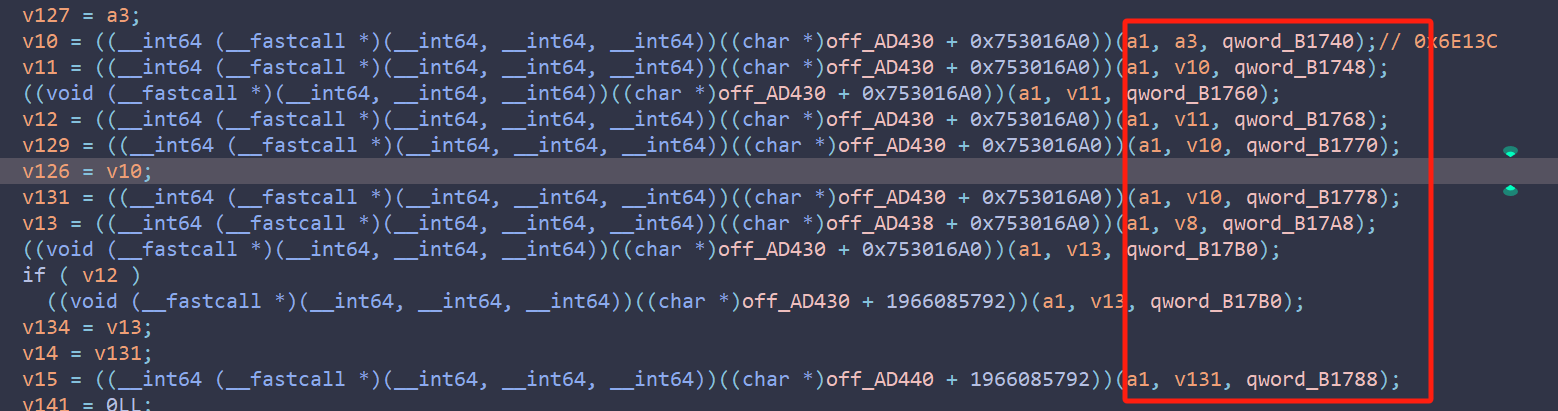 v127 = a3;
v10 = ((__int64 (__fastcall *)(__int64, __int64, __int64))((char *)off_AD430 + 0x753016A0))(a1, a3, qword_B1740);// 0x6E13C
v11 = ((__int64 (__fastcall *)(__int64, __int64, __int64))((char *)off_AD430 + 0x753016A0))(a1, v10, qword_B1748);
((void (__fastcall *)(__int64, __int64, __int64))((char *)off_AD430 + 0x753016A0))(a1, v11, qword_B1760);
v12 = ((__int64 (__fastcall *)(__int64, __int64, __int64))((char *)off_AD430 + 0x753016A0))(a1, v11, qword_B1768);
v129 = ((__int64 (__fastcall *)(__int64, __int64, __int64))((char *)off_AD430 + 0x753016A0))(a1, v10, qword_B1770);
v126 = v10;
v131 = ((__int64 (__fastcall *)(__int64, __int64, __int64))((char *)off_AD430 + 0x753016A0))(a1, v10, qword_B1778);
v13 = ((__int64 (__fastcall *)(__int64, __int64, __int64))((char *)off_AD438 + 0x753016A0))(a1, v8, qword_B17A8);
((void (__fastcall *)(__int64, __int64, __int64))((char *)off_AD430 + 0x753016A0))(a1, v13, qword_B17B0);
if ( v12 )
((void (__fastcall *)(__int64, __int64, __int64))((char *)off_AD430 + 1966085792))(a1, v13, qword_B17B0);
v134 = v13;
v14 = v131;
v15 = ((__int64 (__fastcall *)(__int64, __int64, __int64))((char *)off_AD440 + 1966085792))(a1, v131, qword_B1788);
v141 = 0LL;